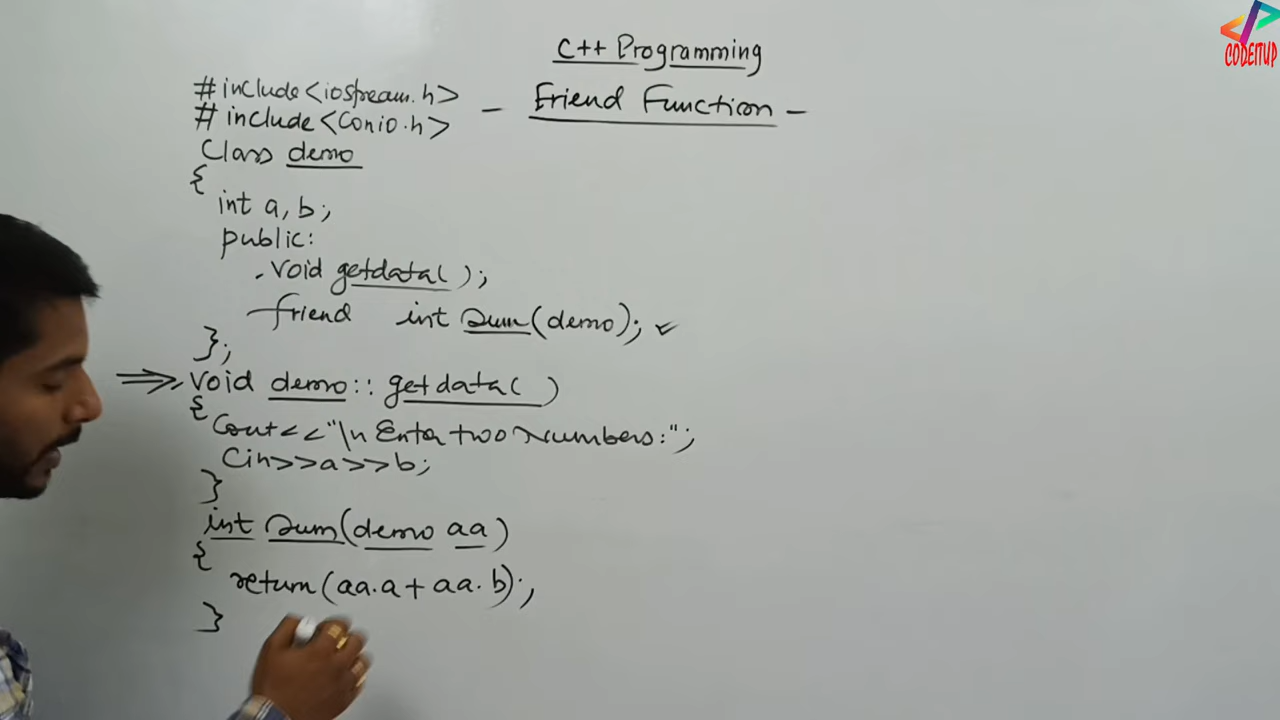 C++ Programming
- Friend Function -
#include<iostream.h>
#include<Conio.h>
Class demo
{
int a, b;
public:
void getdata( );
friend int sum(demo); ✓
};
⇒ void demo:: getdata( )
{
Cout<<"\n Enter two Numbers:";
Cin>>a>>b;
}
int sum(demo aa)
{
return(aa.a + aa.b);
}
CODEITUP